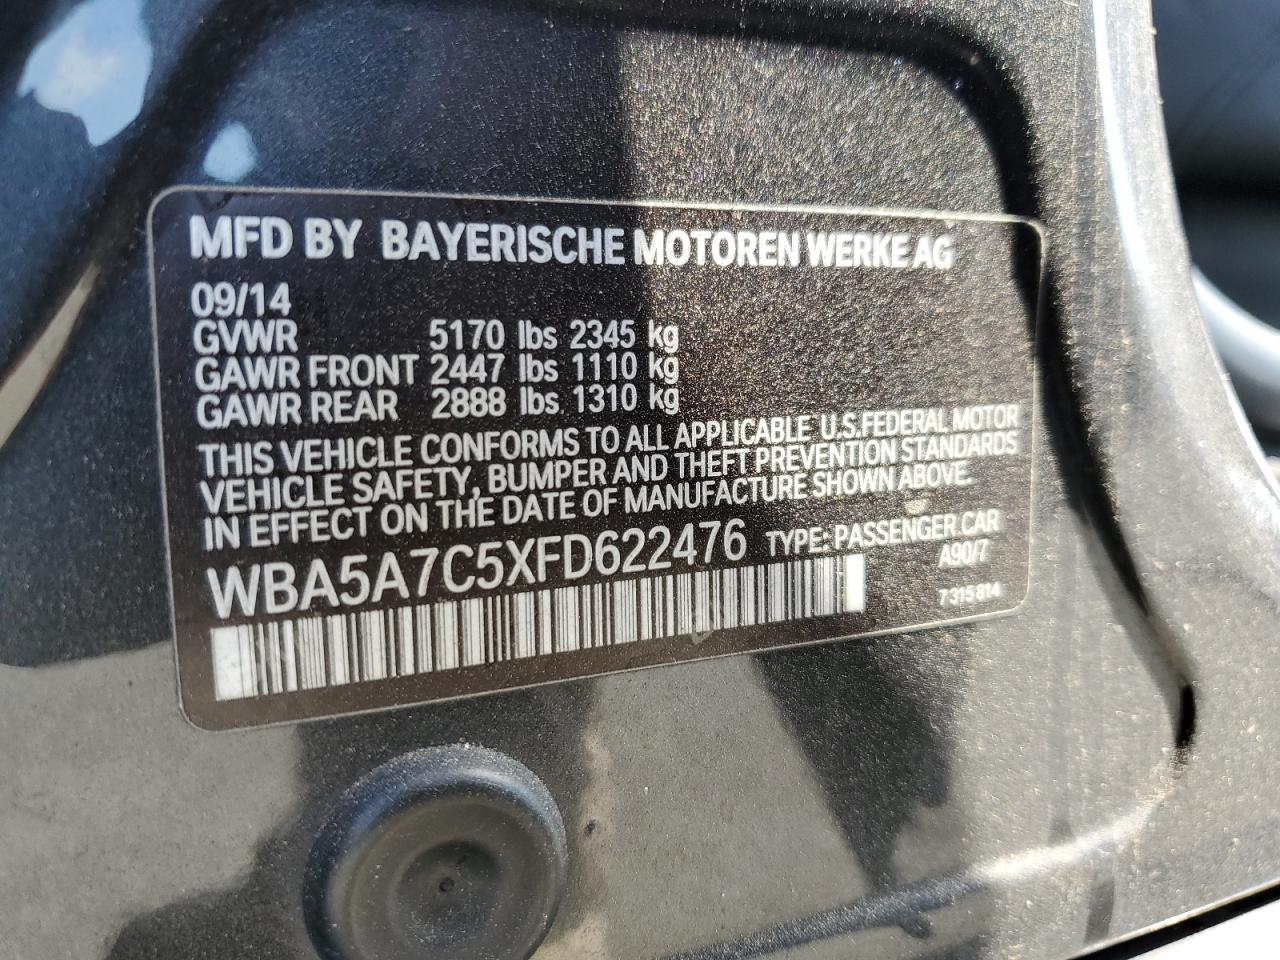 MFD BY BAYERISCHE MOTOREN WERKE AG
09/14
GVWR 5170 lbs 2345 kg
GAWR FRONT 2447 lbs 1110 kg
GAWR REAR 2888 lbs 1310 kg
THIS VEHICLE CONFORMS TO ALL APPLICABLE U.S.FEDERAL MOTOR
VEHICLE SAFETY, BUMPER AND THEFT PREVENTION STANDARDS
IN EFFECT ON THE DATE OF MANUFACTURE SHOWN ABOVE.
WBA5A7C5XFD622476 TYPE: PASSENGER CAR
A90/7
7 315 814